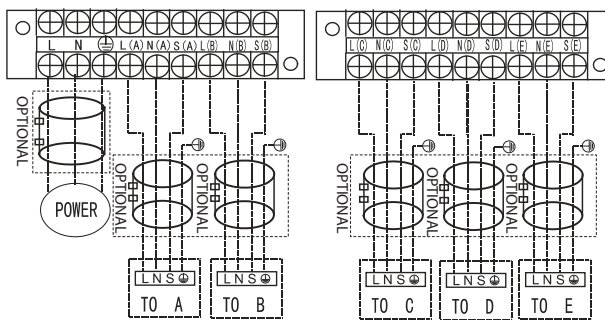 L N ⏚ L(A) N(A) S(A) L(B) N(B) S(B)
L(C) N(C) S(C) L(D) N(D) S(D) L(E) N(E) S(E)
OPTIONAL
POWER
OPTIONAL
OPTIONAL
OPTIONAL
OPTIONAL
OPTIONAL
LNS⏚
LNS⏚
LNS⏚
LNS⏚
LNS⏚
TO A
TO B
TO C
TO D
TO E